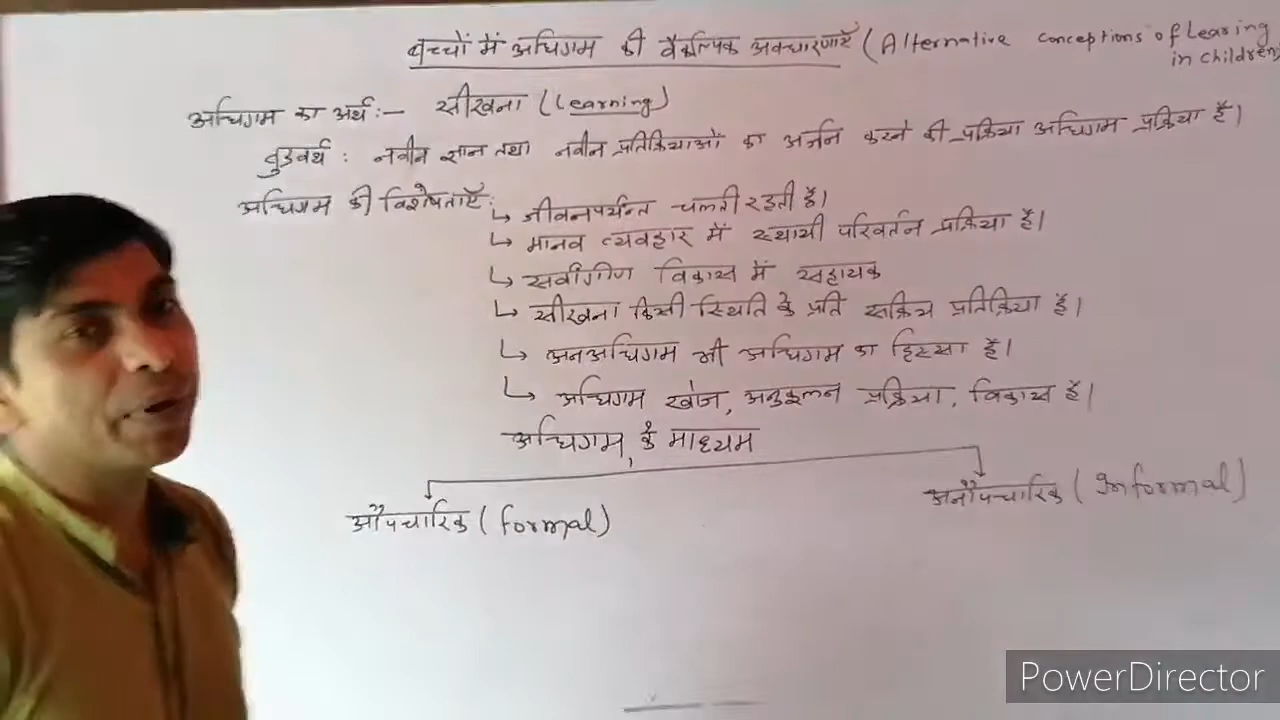 बच्चों में अधिगम की वैकल्पिक अवधारणाएँ (Alternative conceptions of Learing
in children
अधिगम का अर्थ :- सीखना (Learning)
वुडवर्थ : नवीन ज्ञान तथा नवीन प्रतिक्रियाओं का अर्जन करने की प्रक्रिया अधिगम प्रक्रिया है।
अधिगम की विशेषताएँ :
↳ जीवनपर्यन्त चलती रहती है।
↳ मानव व्यवहार में स्थायी परिवर्तन प्रक्रिया है।
↳ सर्वांगीण विकास में सहायक
↳ सीखना किसी स्थिति के प्रति सक्रिय प्रतिक्रिया है।
↳ अनअधिगम भी अधिगम का हिस्सा है।
↳ अधिगम खोज, अनुकूलन प्रक्रिया, विकास है।
अधिगम के माध्यम
औपचारिक (formal)
अनौपचारिक (Informal)
PowerDirector